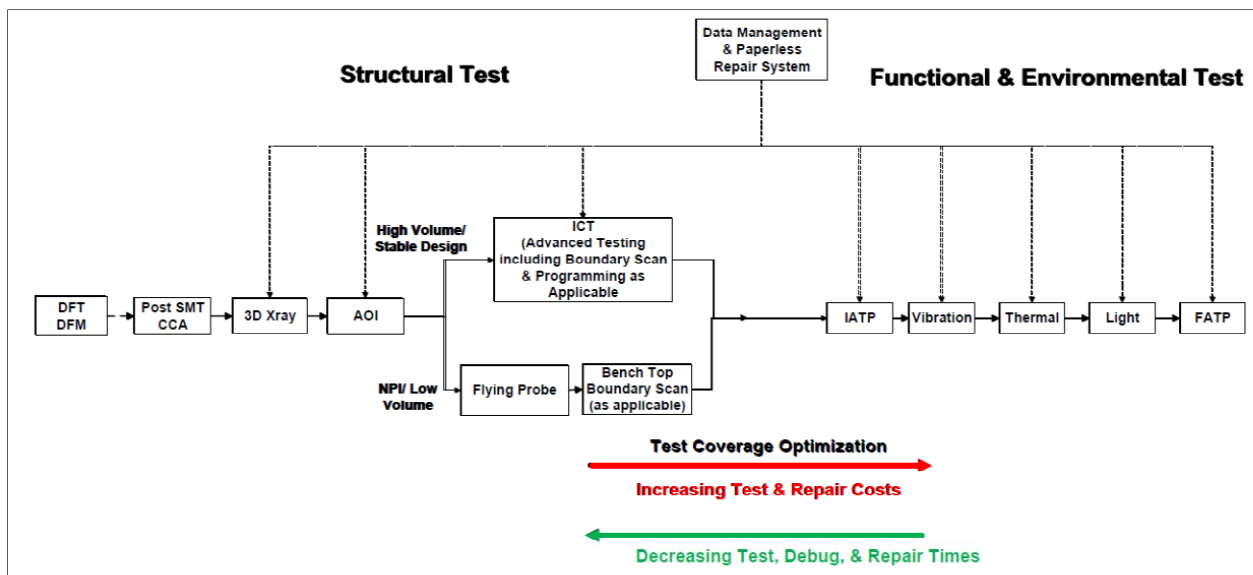 Data Management
& Paperless
Repair System
Structural Test
Functional & Environmental Test
High Volume/
Stable Design
ICT
(Advanced Testing
including Boundary Scan
& Programming as
Applicable
DFT
DFM
Post SMT
CCA
3D Xray
AOI
IATP
Vibration
Thermal
Light
FATP
NPI/ Low
Volume
Flying Probe
Bench Top
Boundary Scan
(as applicable)
Test Coverage Optimization
Increasing Test & Repair Costs
Decreasing Test, Debug, & Repair Times